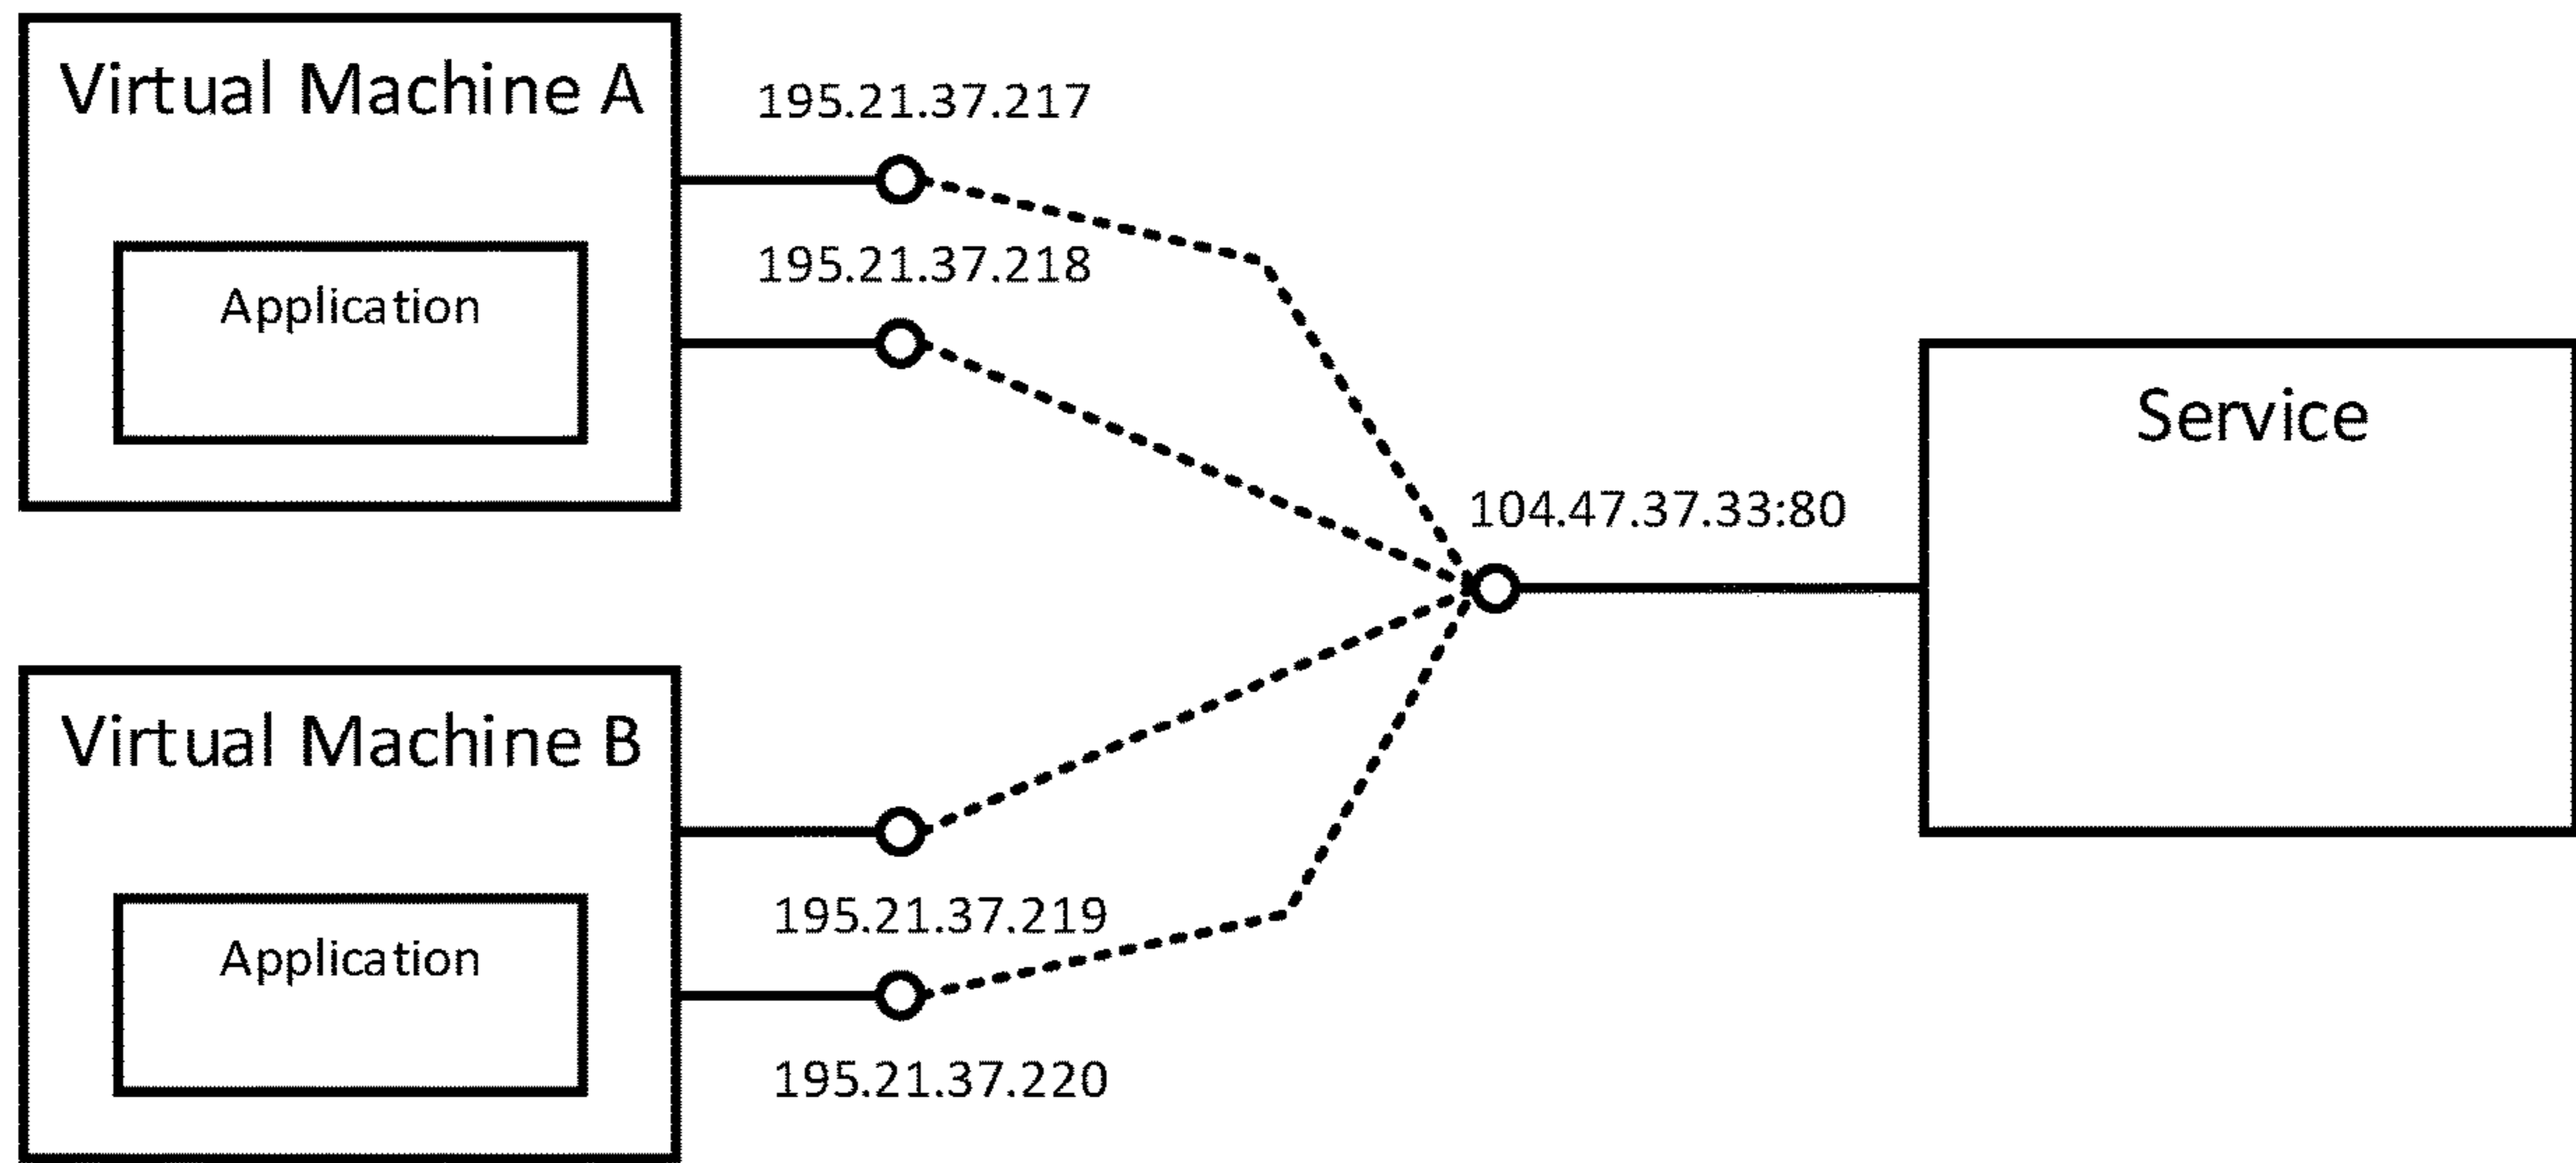 Virtual Machine A
Application
195.21.37.217
195.21.37.218
104.47.37.33:80
Service
Virtual Machine B
Application
195.21.37.219
195.21.37.220